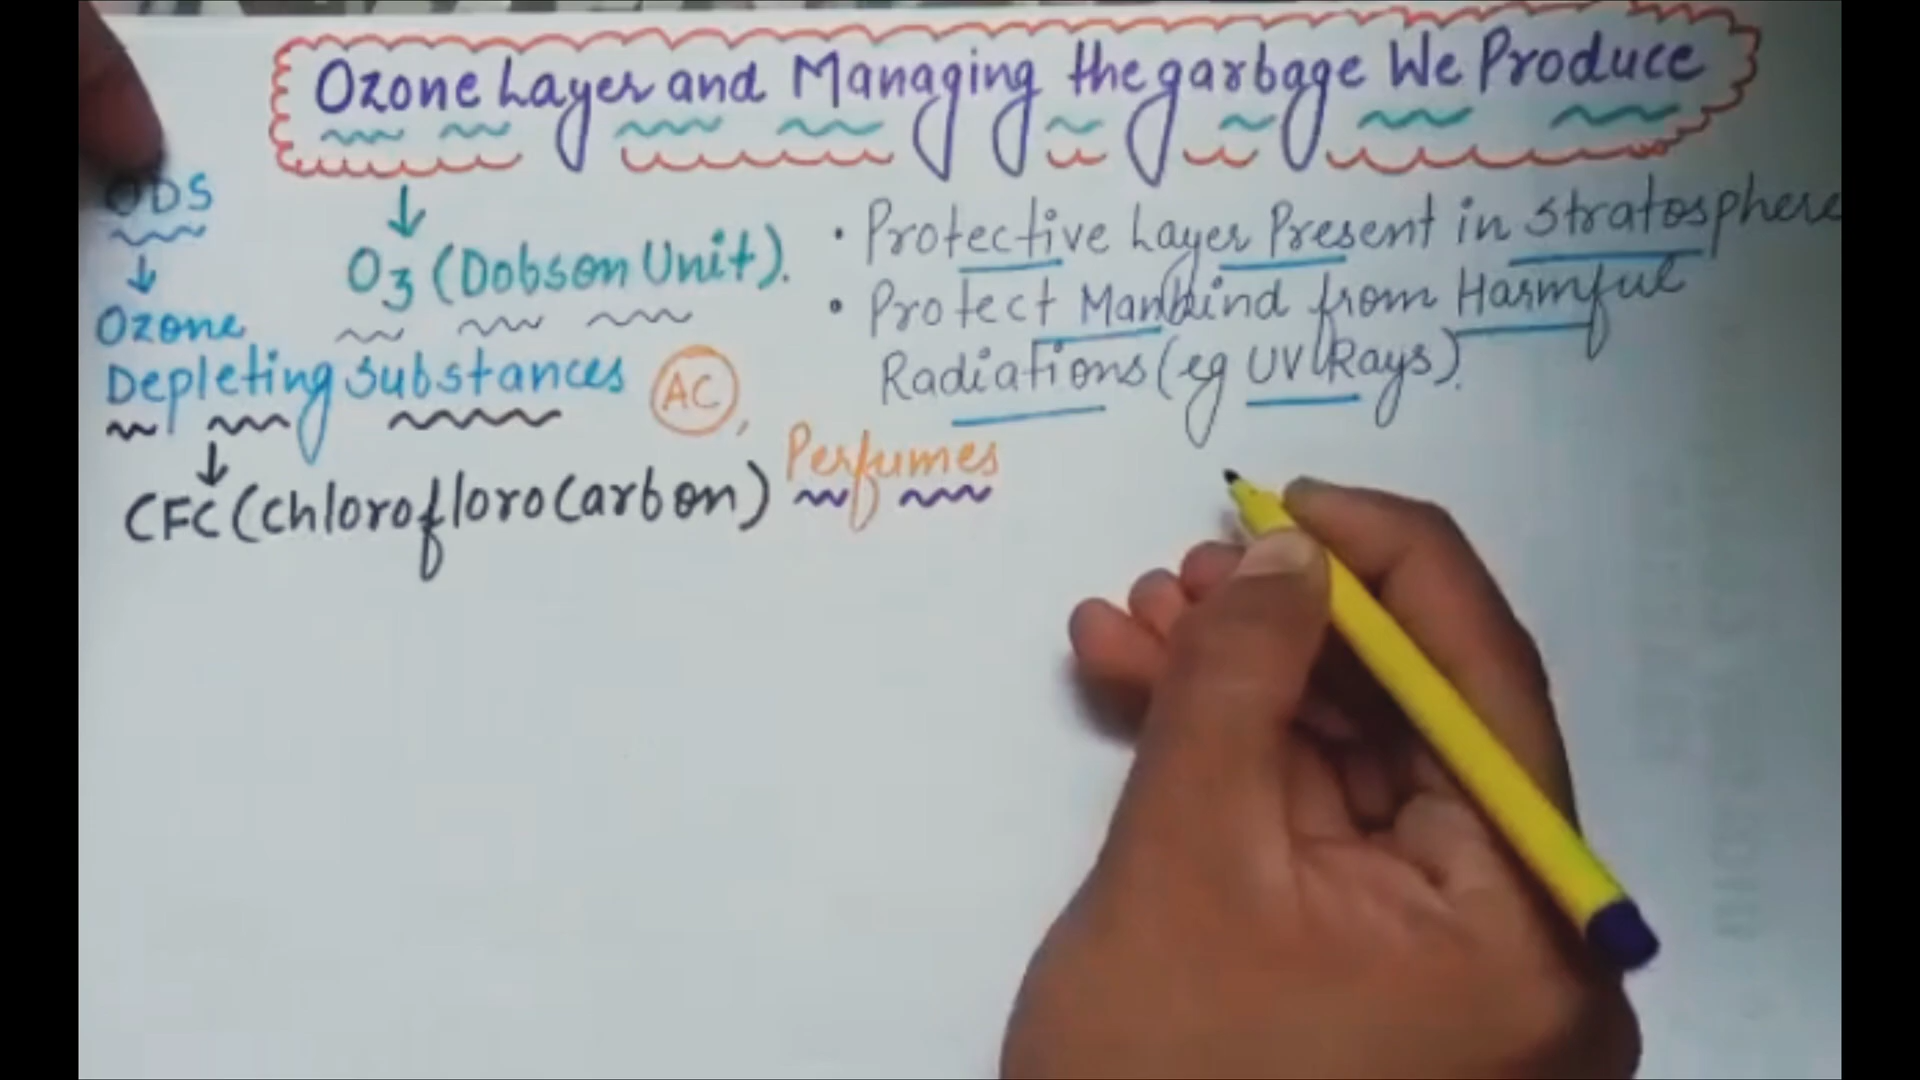 Ozone Layer and Managing the garbage We Produce
ODS
Ozone
Depleting Substances
CFC (Chlorofloro Carbon)
O3 (Dobson Unit).
AC, Perfumes
• Protective Layer Present in Stratosphere
• Protect Mankind from Harmful
Radiations (eg UV Rays).